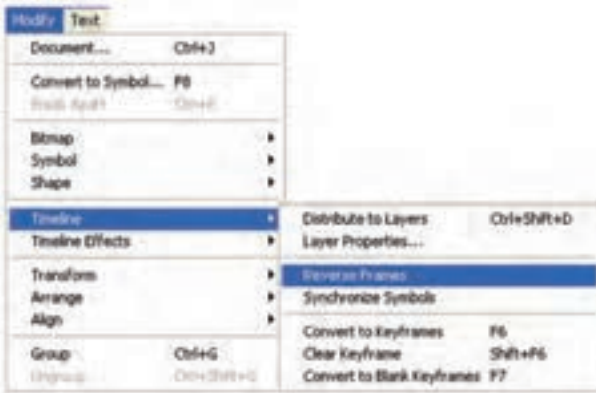 Modify Text
Document... Ctrl+J
Convert to Symbol... F8
Break Apart Ctrl+B
Bitmap
Symbol
Shape
Timeline
Timeline Effects
Transform
Arrange
Align
Group Ctrl+G
Ungroup Ctrl+Shift+G
Distribute to Layers Ctrl+Shift+D
Layer Properties...
Reverse Frames
Synchronize Symbols
Convert to Keyframes F6
Clear Keyframe Shift+F6
Convert to Blank Keyframes F7